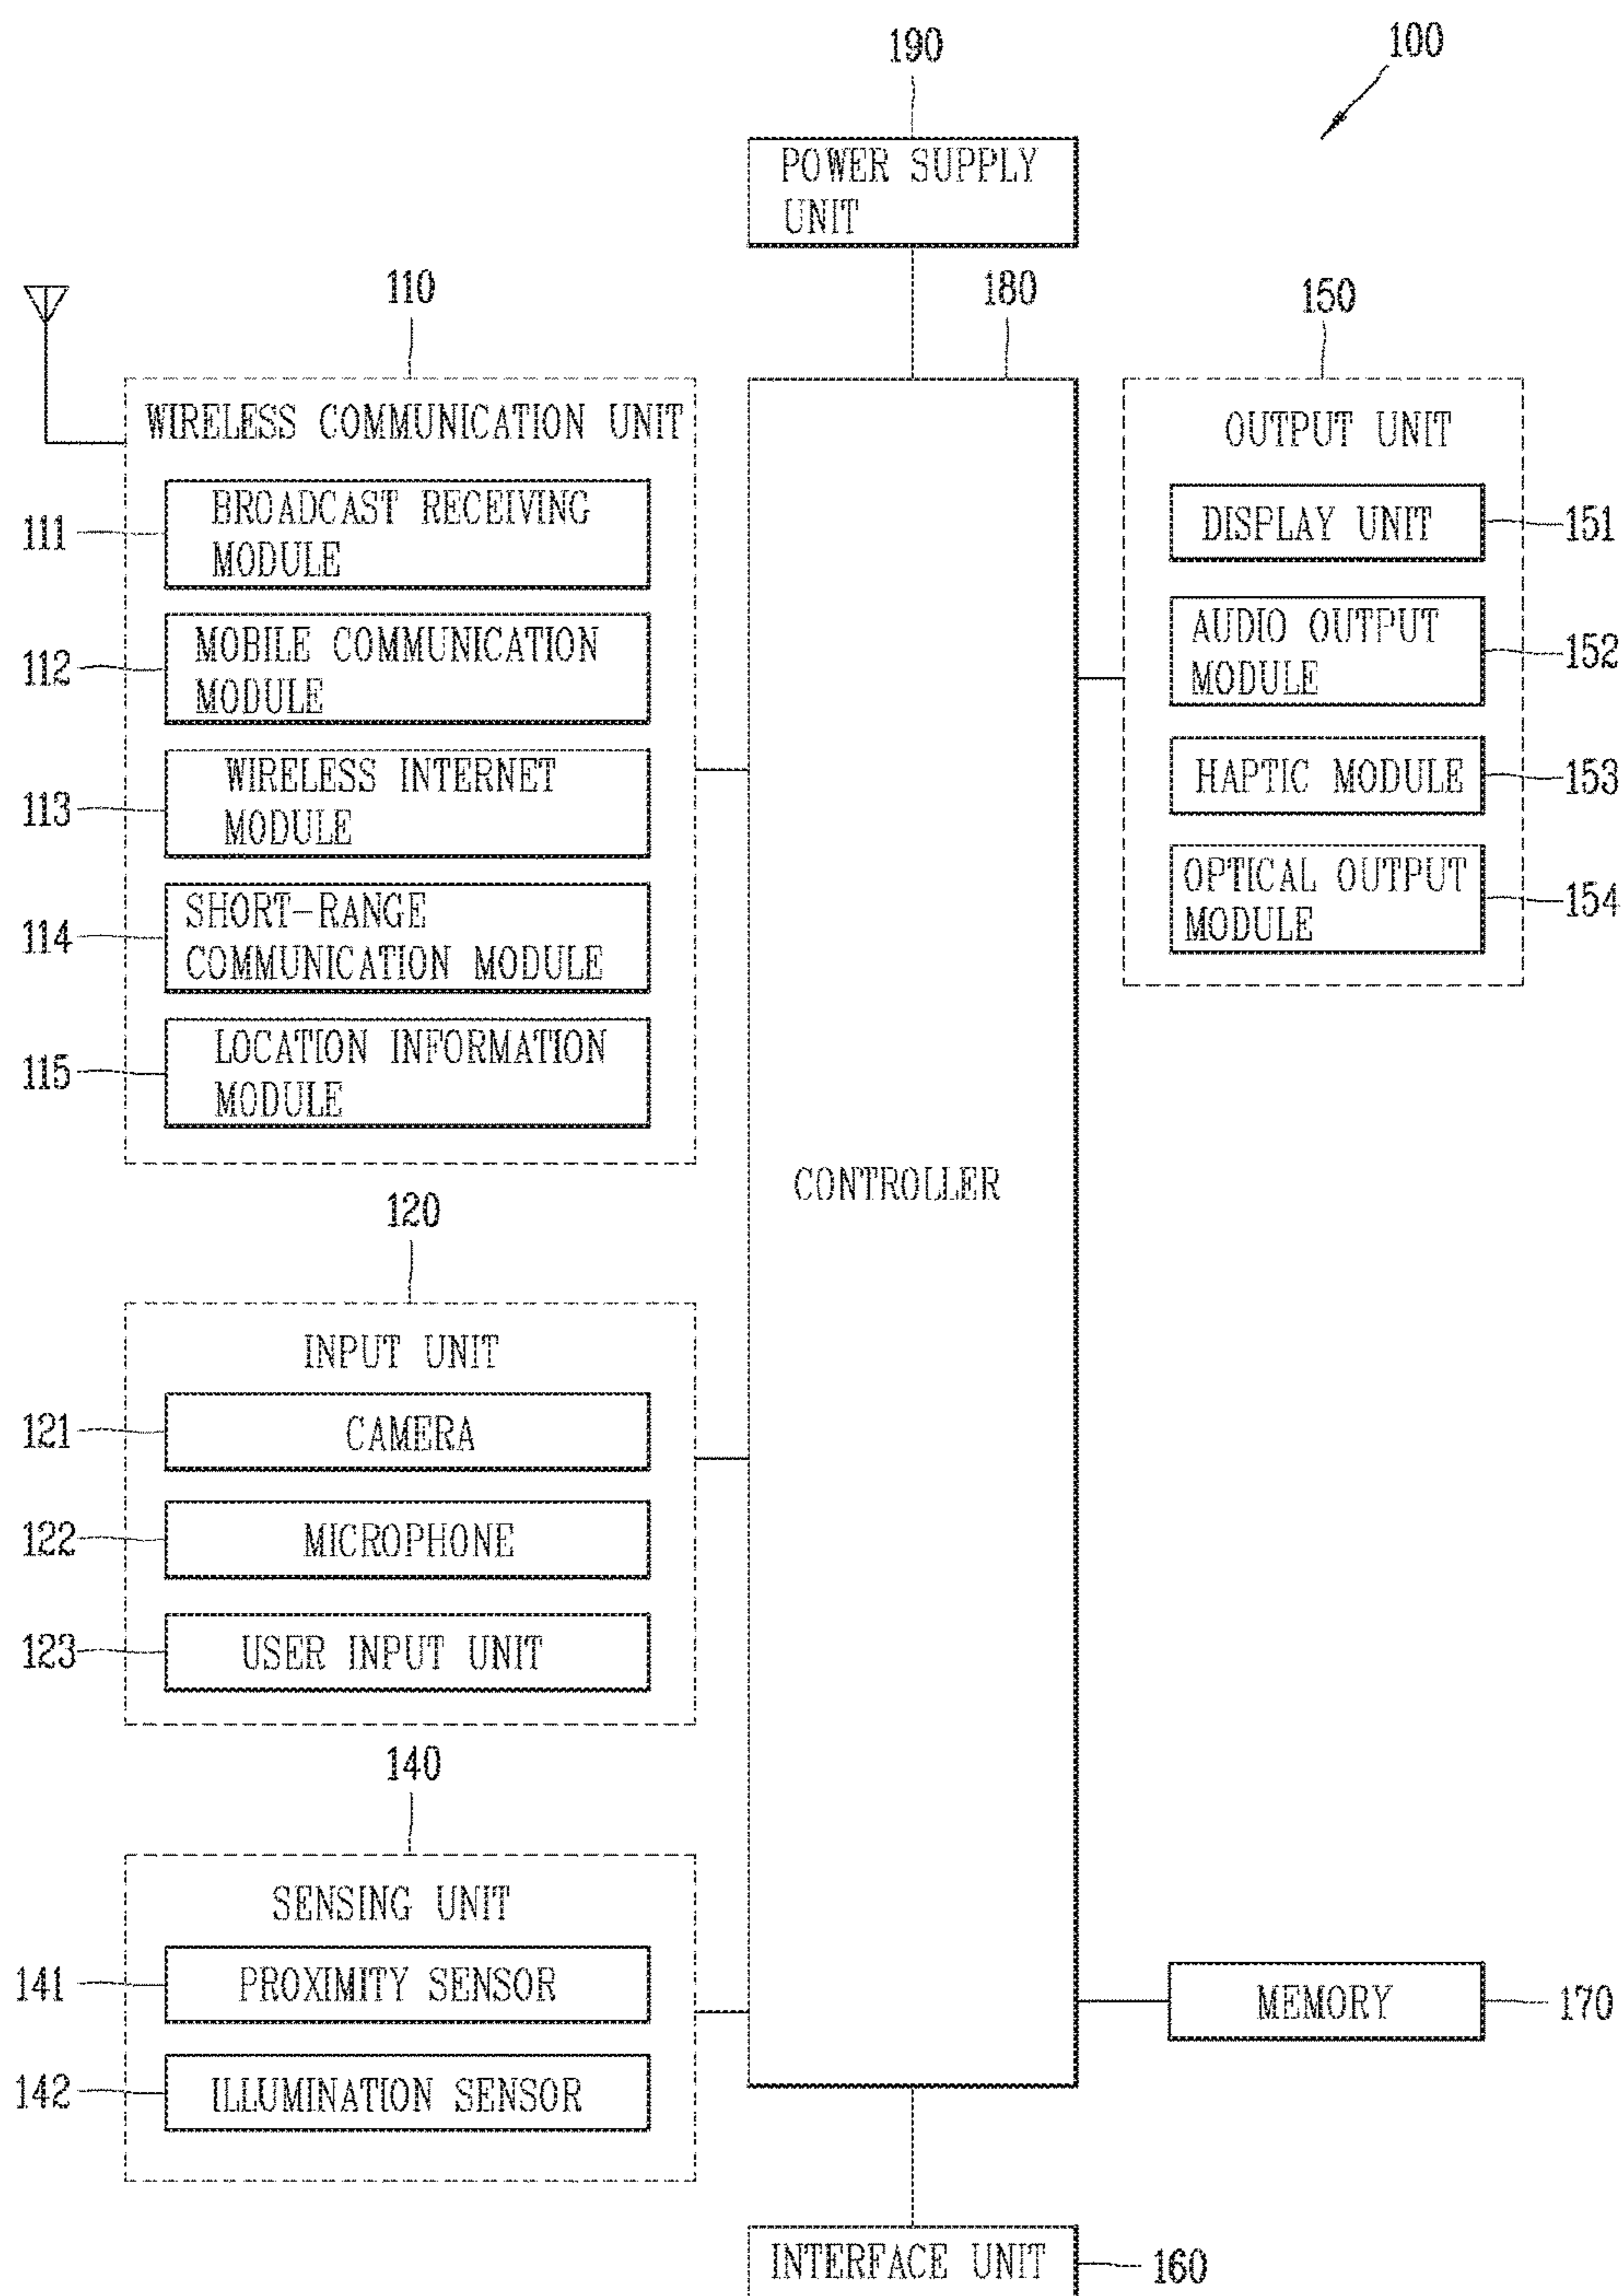 100
190
POWER SUPPLY
UNIT
110
180
150
WIRELESS COMMUNICATION UNIT
111
BROADCAST RECEIVING
MODULE
112
MOBILE COMMUNICATION
MODULE
113
WIRELESS INTERNET
MODULE
114
SHORT-RANGE
COMMUNICATION MODULE
115
LOCATION INFORMATION
MODULE
120
INPUT UNIT
121
CAMERA
122
MICROPHONE
123
USER INPUT UNIT
140
SENSING UNIT
141
PROXIMITY SENSOR
142
ILLUMINATION SENSOR
CONTROLLER
OUTPUT UNIT
DISPLAY UNIT
151
AUDIO OUTPUT
MODULE
152
HAPTIC MODULE
153
OPTICAL OUTPUT
MODULE
154
MEMORY
170
INTERFACE UNIT
160